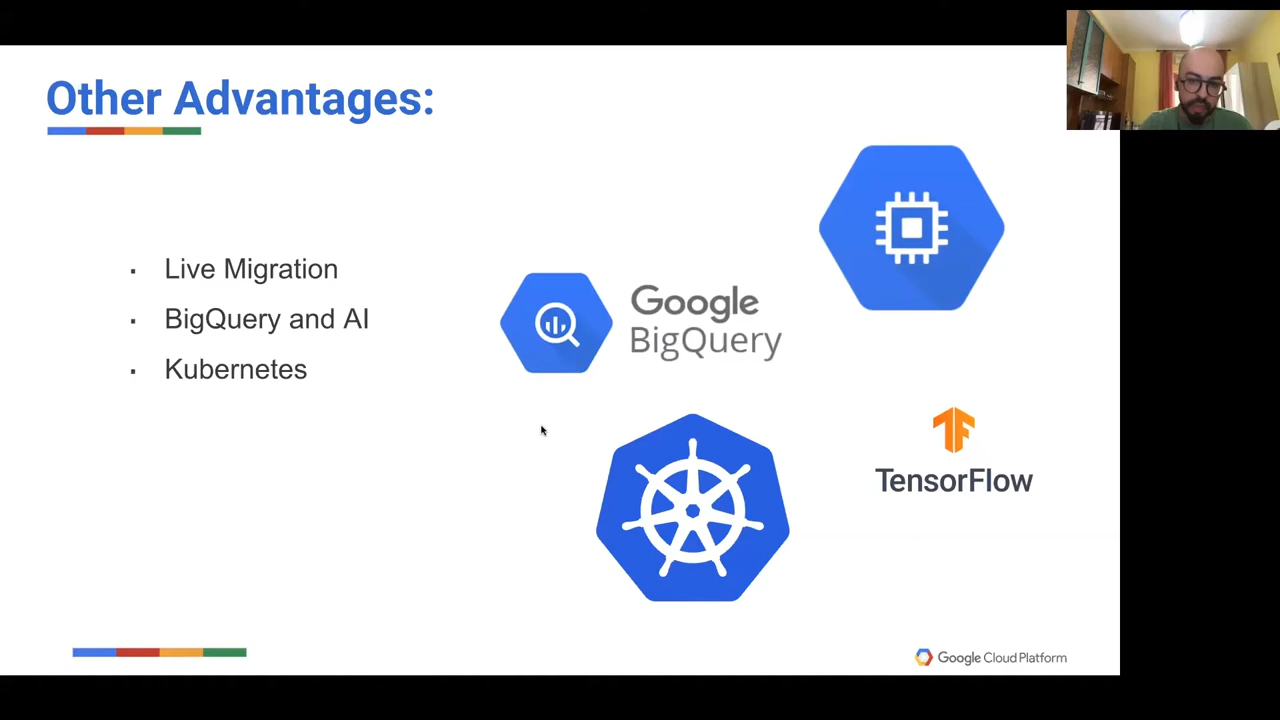 Other Advantages:
▪ Live Migration
▪ BigQuery and AI
▪ Kubernetes
Google
BigQuery
TensorFlow
Google Cloud Platform